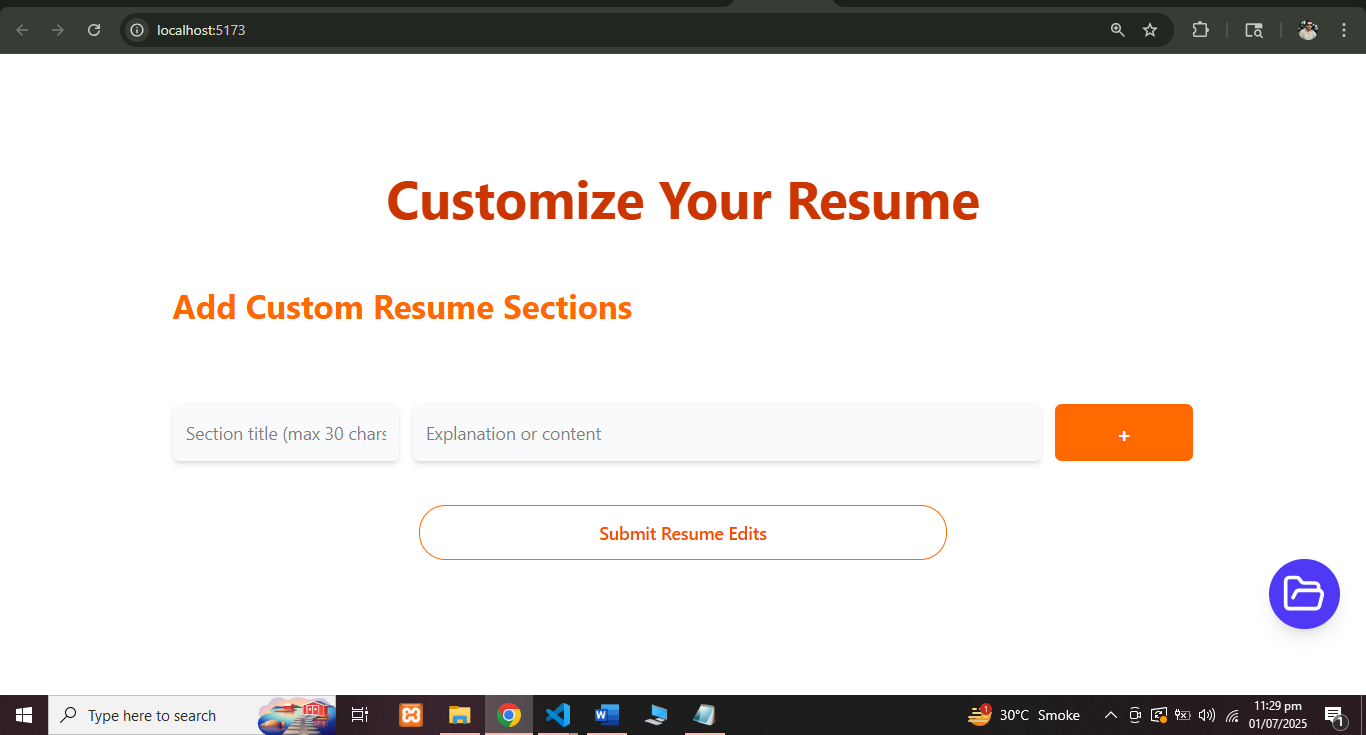 localhost:5173
Customize Your Resume
Add Custom Resume Sections
Section title (max 30 chars
Explanation or content
+
Submit Resume Edits
Type here to search
1
30°C Smoke
11:29 pm
01/07/2025
1